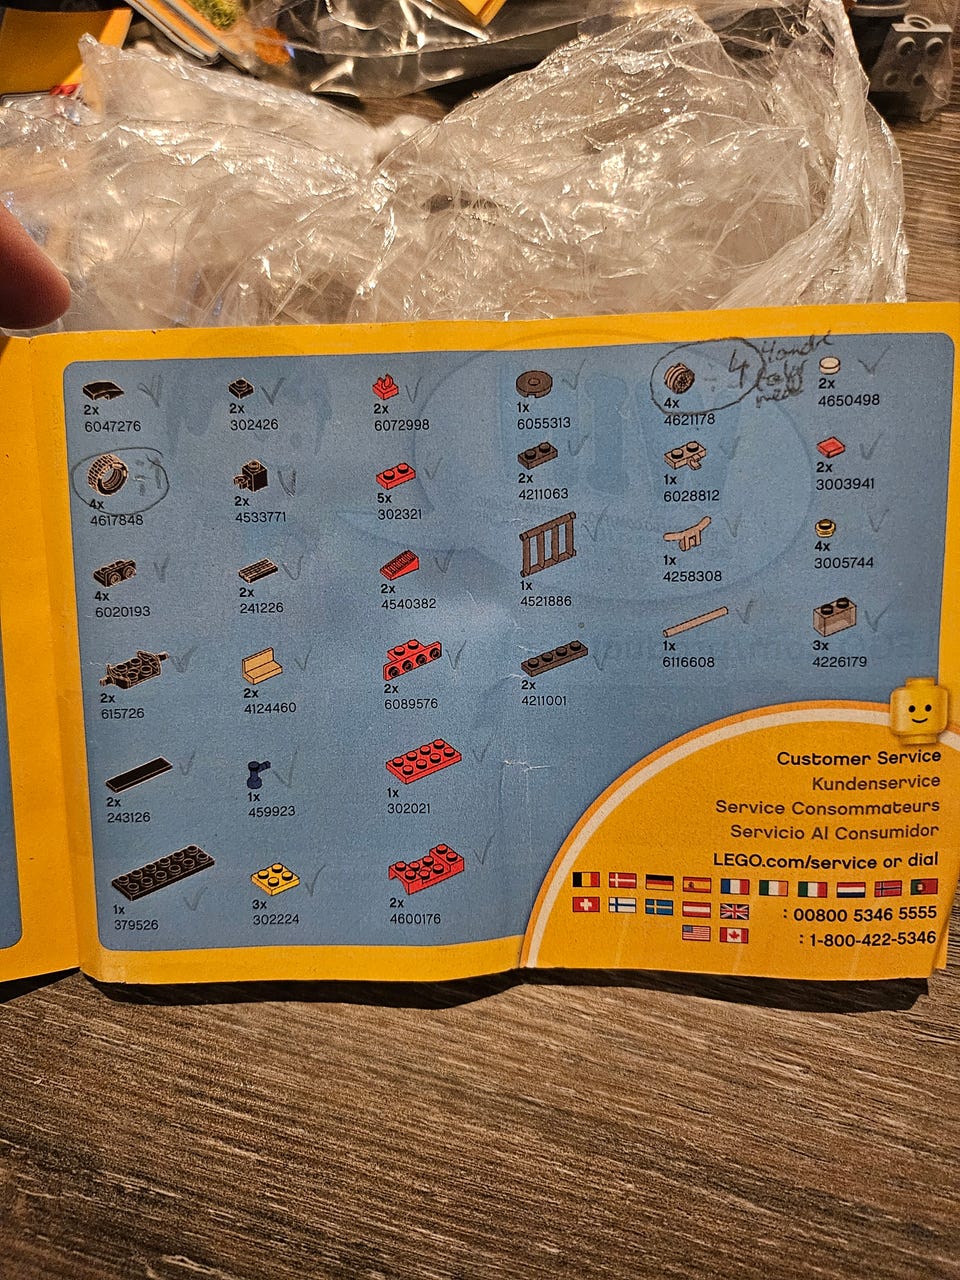 2x
6047276
4x
4617848
4x
6020193
2x
615726
2x
243126
1x
379526
2x
302426
2x
4533771
2x
241226
2x
4124460
1x
459923
3x
302224
2x
6072998
5x
302321
2x
4540382
2x
6089576
1x
302021
2x
4600176
1x
6055313
2x
4211063
1x
4521886
2x
4211001
4x
4621178
4
1x
6028812
1x
4258308
1x
6116608
2x
4650498
2x
3003941
4x
3005744
3x
4226179
Customer Service
Kundenservice
Service Consommateurs
Servicio Al Consumidor
LEGO.com/service or dial
: 00800 5346 5555
: 1-800-422-5346